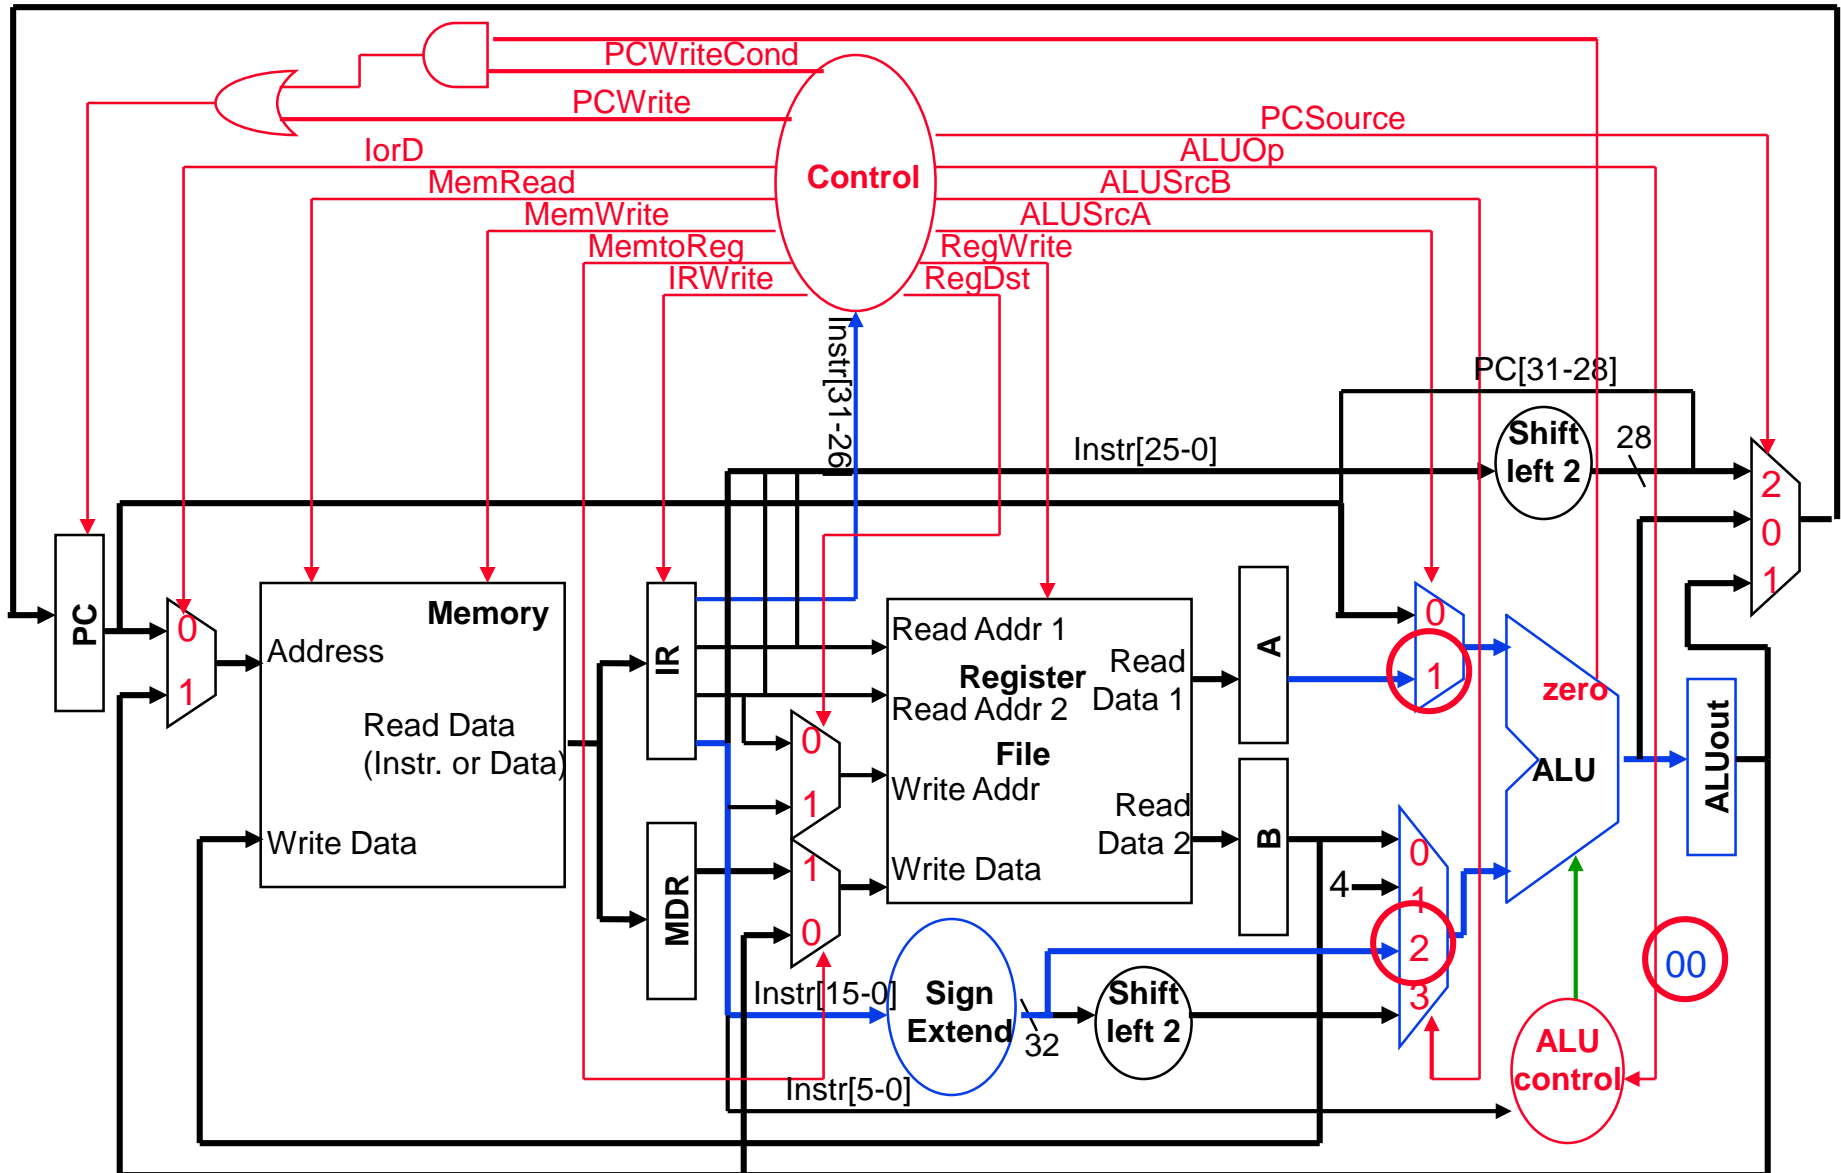 PCWriteCond
PCWrite
PCSource
IorD
ALUOp
MemRead
Control
ALUSrcB
MemWrite
ALUSrcA
MemtoReg
RegWrite
IRWrite
RegDst
Instr[31-26]
PC[31-28]
Instr[25-0]
Shift
left 2
28
2
0
1
PC
0
1
Memory
Address
Read Data
(Instr. or Data)
Write Data
IR
MDR
0
1
1
0
Read Addr 1
Register
Read Addr 2
File
Write Addr
Write Data
Read
Data 1
Read
Data 2
A
B
0
1
4
0
1
2
3
zero
ALU
ALUout
00
Instr[15-0]
Sign
Extend
32
Shift
left 2
ALU
control
Instr[5-0]